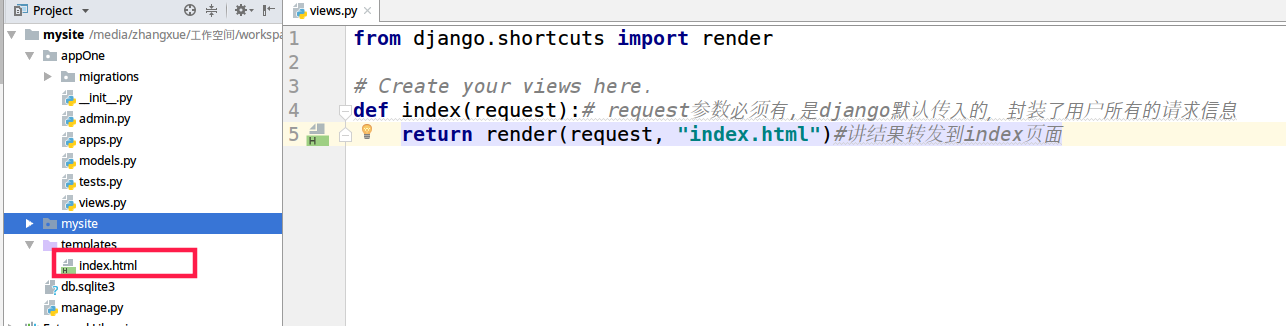 Project
mysite /media/zhangxue/工作空间/workspa
appOne
migrations
__init__.py
admin.py
apps.py
models.py
tests.py
views.py
mysite
templates
index.html
db.sqlite3
manage.py
views.py
1 from django.shortcuts import render
2
3 # Create your views here.
4 def index(request):# request参数必须有,是django默认传入的, 封装了用户所有的请求信息
5 return render(request, "index.html")#讲结果转发到index页面